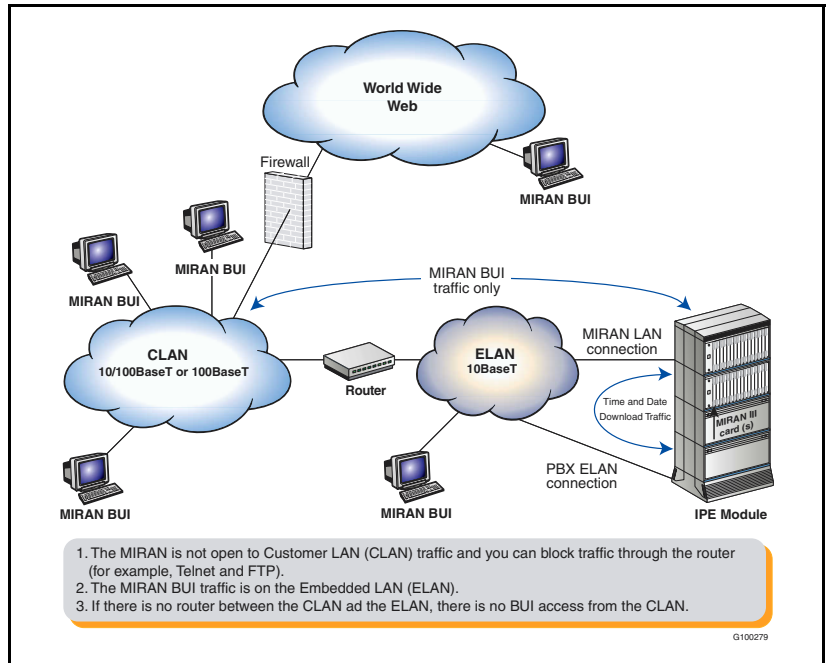 World Wide
Web
Firewall
MIRAN BUI
MIRAN BUI
MIRAN BUI
MIRAN BUI
traffic only
CLAN
10/100BaseT or 100BaseT
Router
ELAN
10BaseT
MIRAN LAN
connection
Time and Date
Download Traffic
MIRAN III
card (s)
PBX ELAN
connection
MIRAN BUI
MIRAN BUI
IPE Module
1. The MIRAN is not open to Customer LAN (CLAN) traffic and you can block traffic through the router
(for example, Telnet and FTP).
2. The MIRAN BUI traffic is on the Embedded LAN (ELAN).
3. If there is no router between the CLAN ad the ELAN, there is no BUI access from the CLAN.
G100279